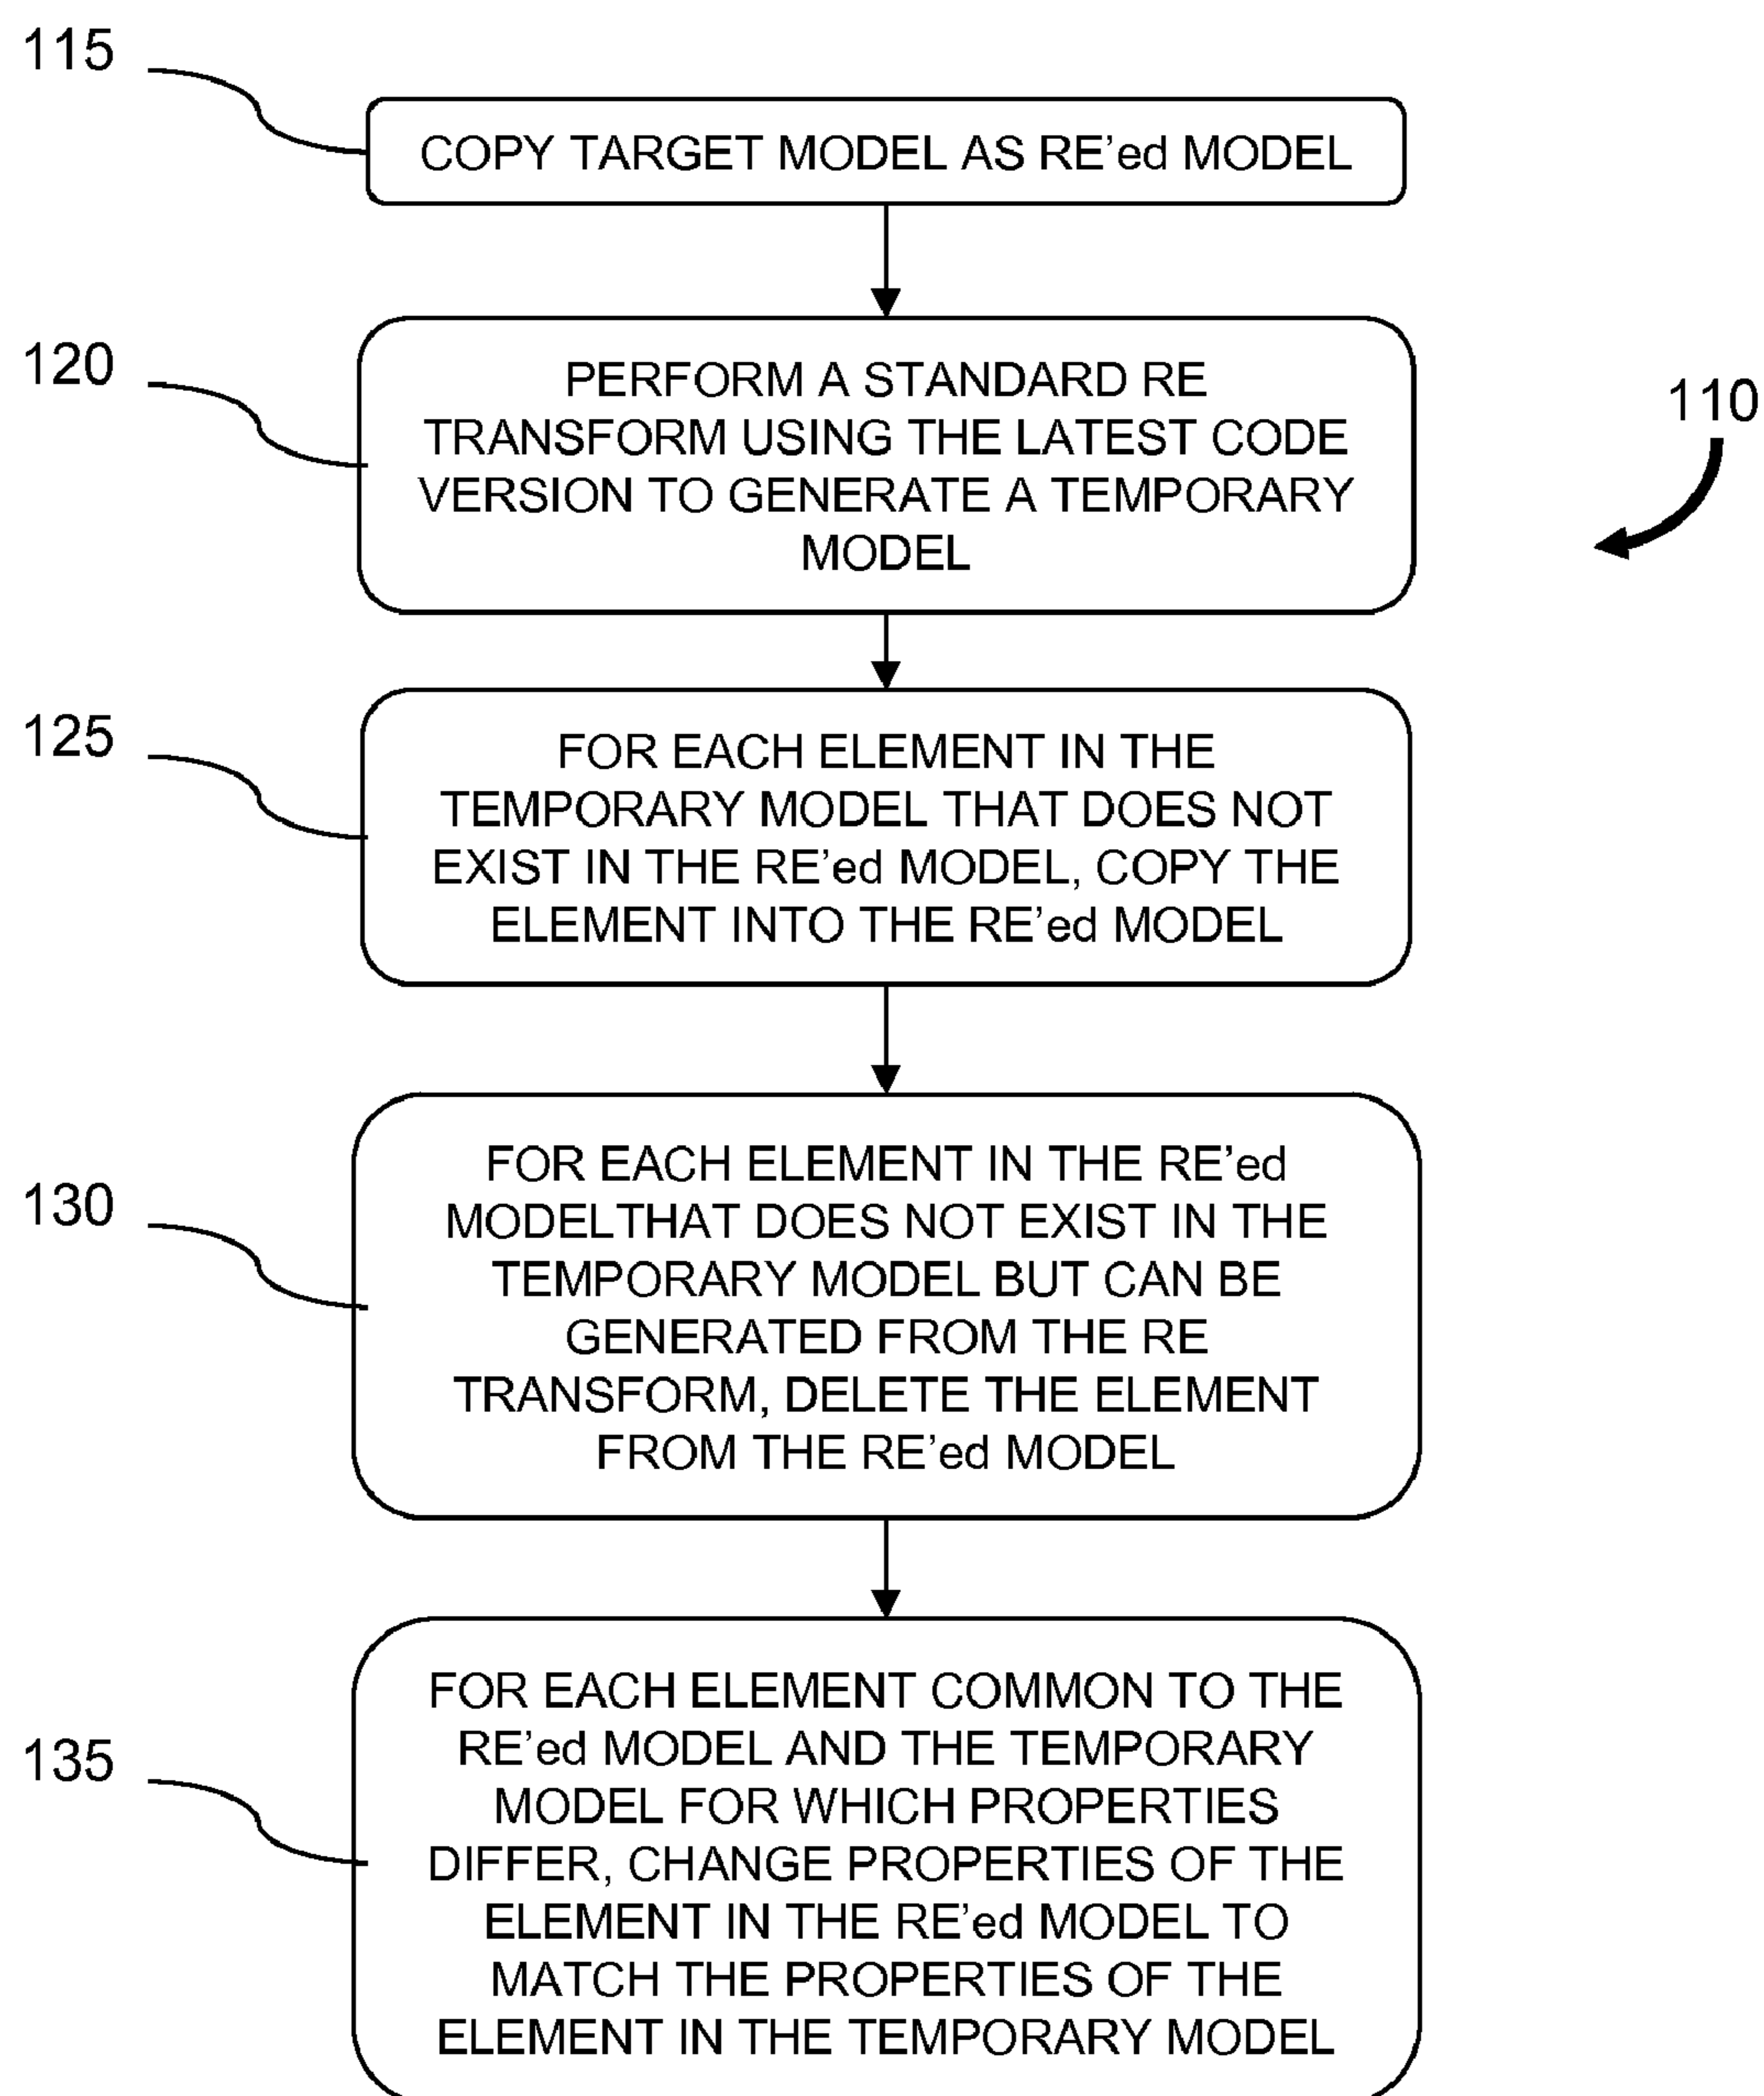 115
COPY TARGET MODEL AS RE’ed MODEL
120
PERFORM A STANDARD RE
TRANSFORM USING THE LATEST CODE
VERSION TO GENERATE A TEMPORARY
MODEL
110
125
FOR EACH ELEMENT IN THE
TEMPORARY MODEL THAT DOES NOT
EXIST IN THE RE’ed MODEL, COPY THE
ELEMENT INTO THE RE’ed MODEL
130
FOR EACH ELEMENT IN THE RE’ed
MODELTHAT DOES NOT EXIST IN THE
TEMPORARY MODEL BUT CAN BE
GENERATED FROM THE RE
TRANSFORM, DELETE THE ELEMENT
FROM THE RE’ed MODEL
135
FOR EACH ELEMENT COMMON TO THE
RE’ed MODEL AND THE TEMPORARY
MODEL FOR WHICH PROPERTIES
DIFFER, CHANGE PROPERTIES OF THE
ELEMENT IN THE RE’ed MODEL TO
MATCH THE PROPERTIES OF THE
ELEMENT IN THE TEMPORARY MODEL